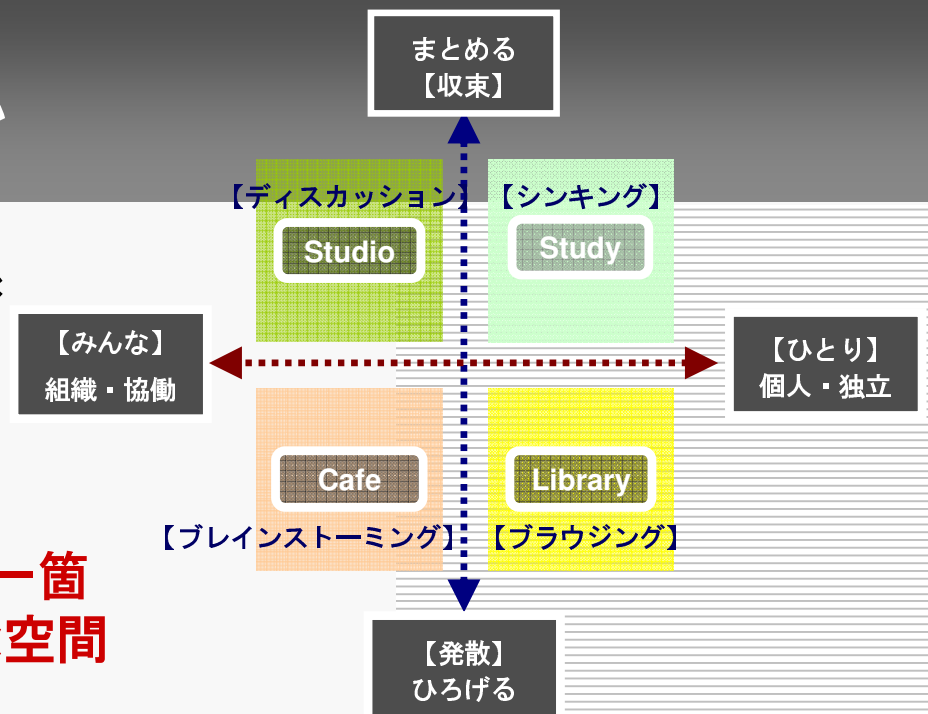 まとめる
【収束】
【ディスカッション】
【シンキング】
Studio
Study
【みんな】
組織・協働
【ひとり】
個人・独立
Cafe
Library
【ブレインストーミング】
【ブラウジング】
一箇
空間
【発散】
ひろげる